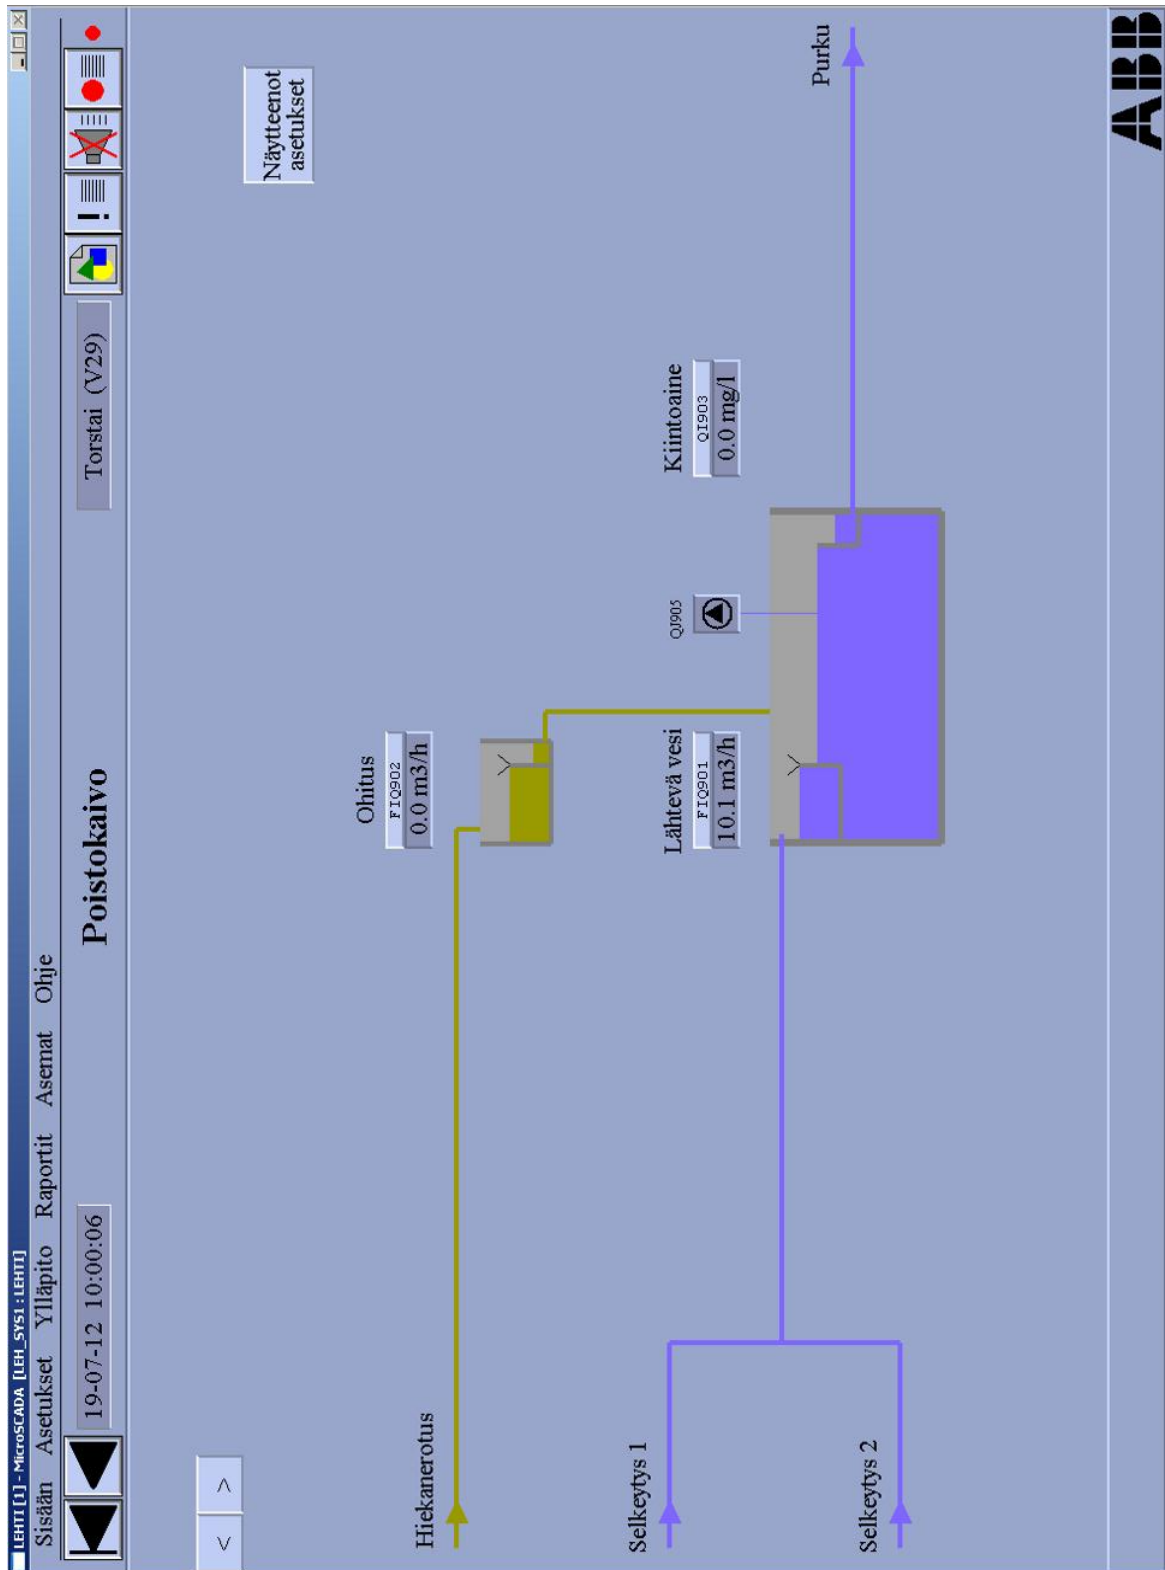 LEHTI [1] - MicroSCADA [LEH_SYS1 : LEHTI]
Sisään Asetukset Ylläpito Raportit Asemat Ohje
19-07-12 10:00:06
Poistokaivo
Torstai (V29)
< >
Näytteenot
asetukset
Ohitus
FIQ902
0.0 m3/h
Hiekanerotus
Lähtevä vesi
FIQ901
10.1 m3/h
QJ905
Kiintoaine
QI903
0.0 mg/l
Selkeytys 1
Purku
Selkeytys 2
ABB